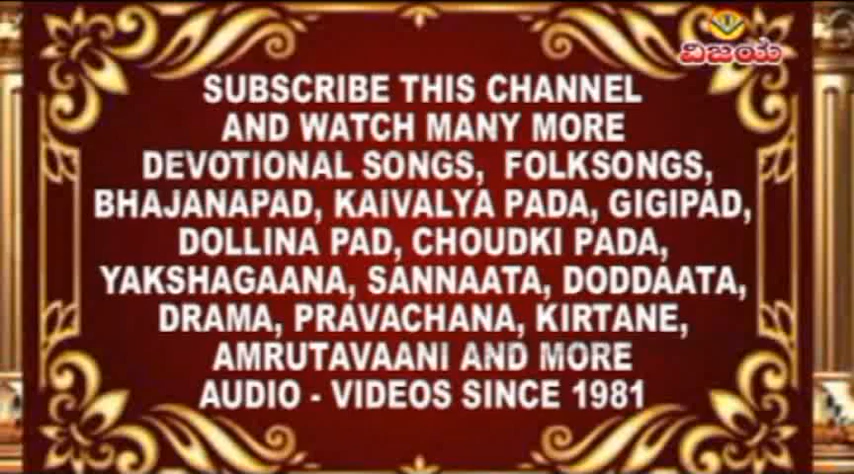 ವಿಜಯ
SUBSCRIBE THIS CHANNEL
AND WATCH MANY MORE
DEVOTIONAL SONGS, FOLKSONGS,
BHAJANAPAD, KAIVALYA PADA, GIGIPAD,
DOLLINA PAD, CHOUDKI PADA,
YAKSHAGAANA, SANNAATA, DODDAATA,
DRAMA, PRAVACHANA, KIRTANE,
AMRUTAVAANI AND MORE
AUDIO - VIDEOS SINCE 1981